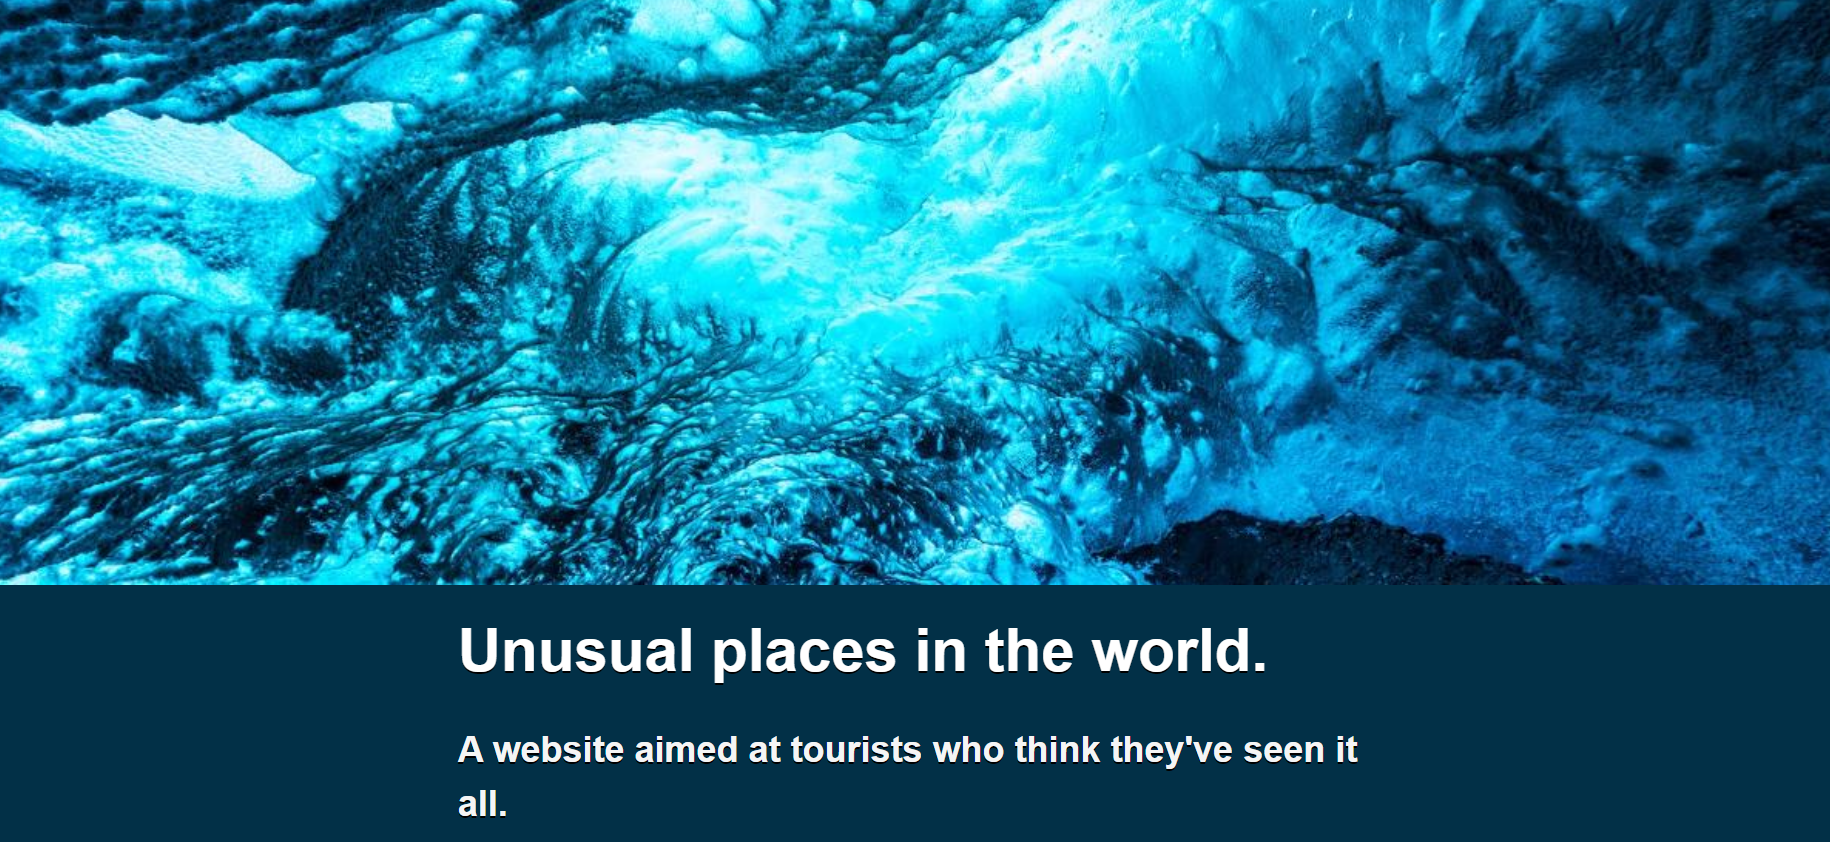 Unusual places in the world.
A website aimed at tourists who think they've seen it
all.